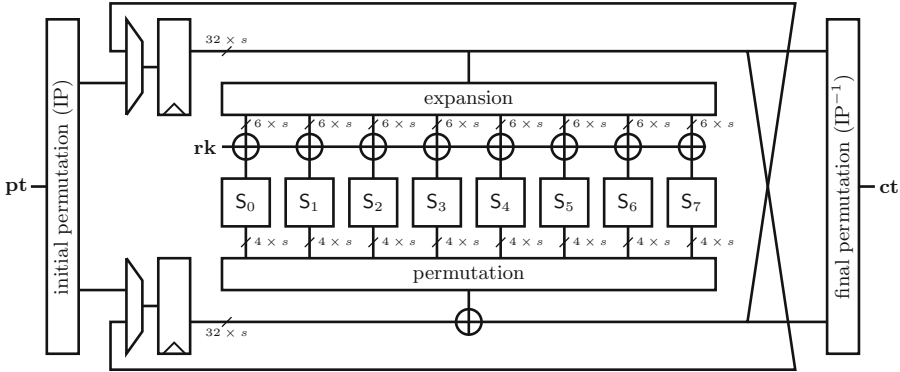 32 × s
initial permutation (IP)
final permutation (IP⁻¹)
expansion
6 × s 6 × s 6 × s 6 × s 6 × s 6 × s 6 × s 6 × s
rk
pt
S₀ S₁ S₂ S₃ S₄ S₅ S₆ S₇
ct
4 × s 4 × s 4 × s 4 × s 4 × s 4 × s 4 × s 4 × s
permutation
32 × s